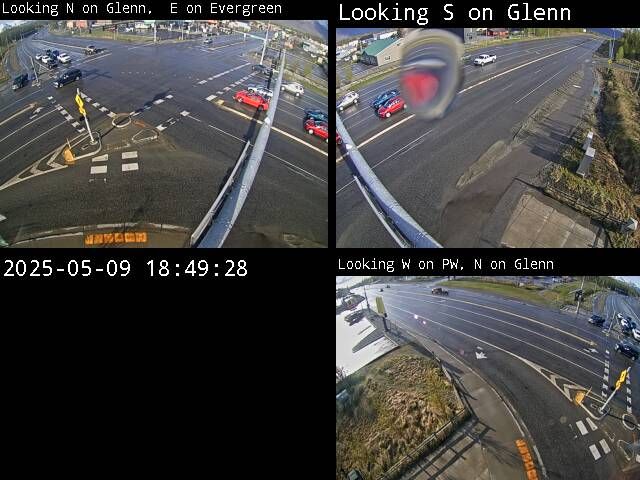 Looking N on Glenn,  E on Evergreen
Looking S on Glenn
2025-05-09 18:49:28
Looking W on PW, N on Glenn